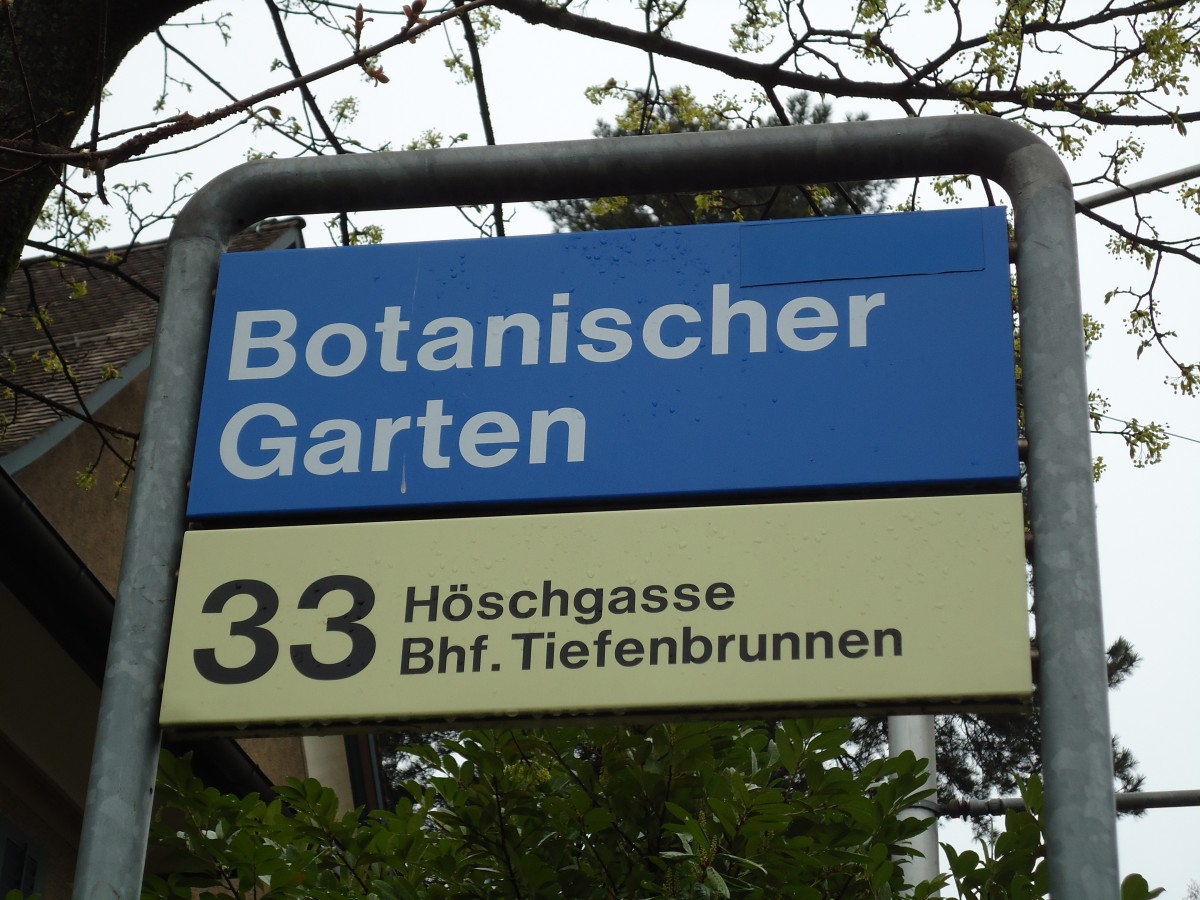 Botanischer
Garten
33 Höschgasse
Bhf. Tiefenbrunnen